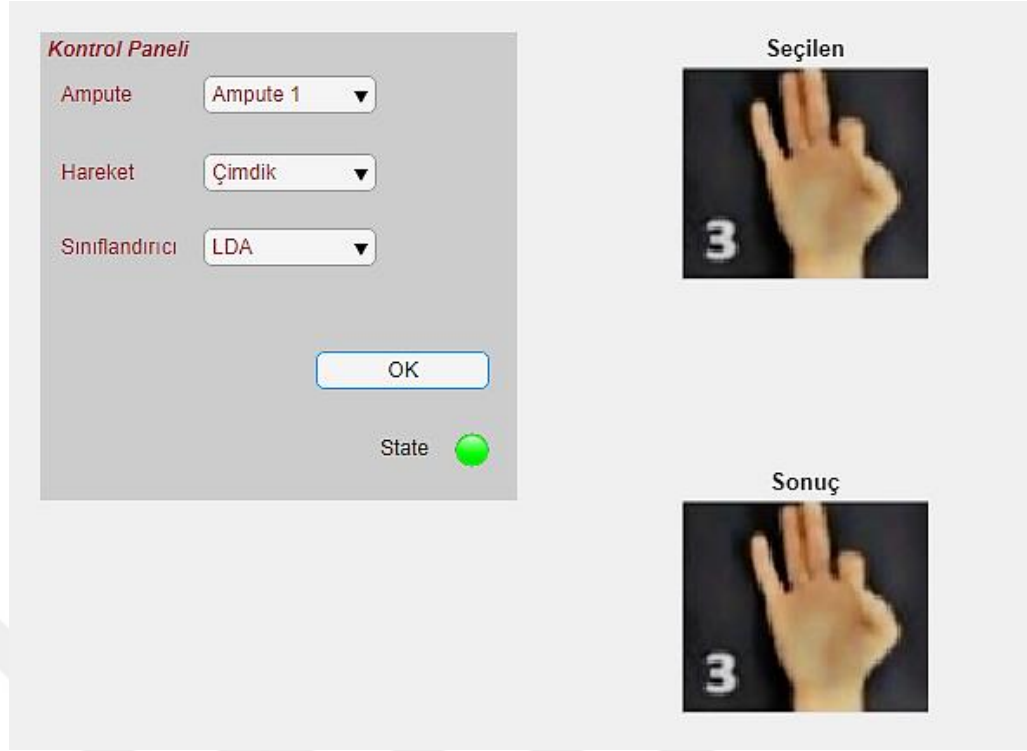 Kontrol Paneli
Ampute Ampute 1
Hareket Çimdik
Sınıflandırıcı LDA
OK
State
Seçilen
3
Sonuç
3